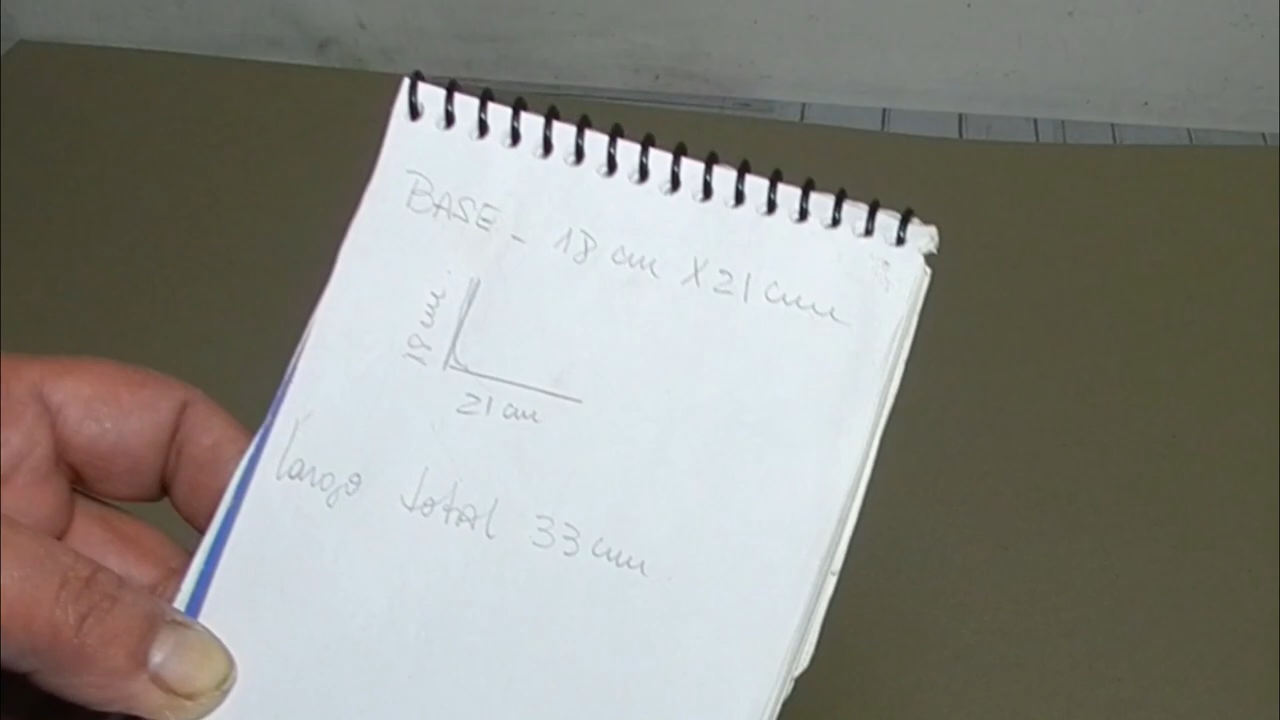 BASE - 18 cm X 21 cm
18 cm
21 cm
largo total 33 cm